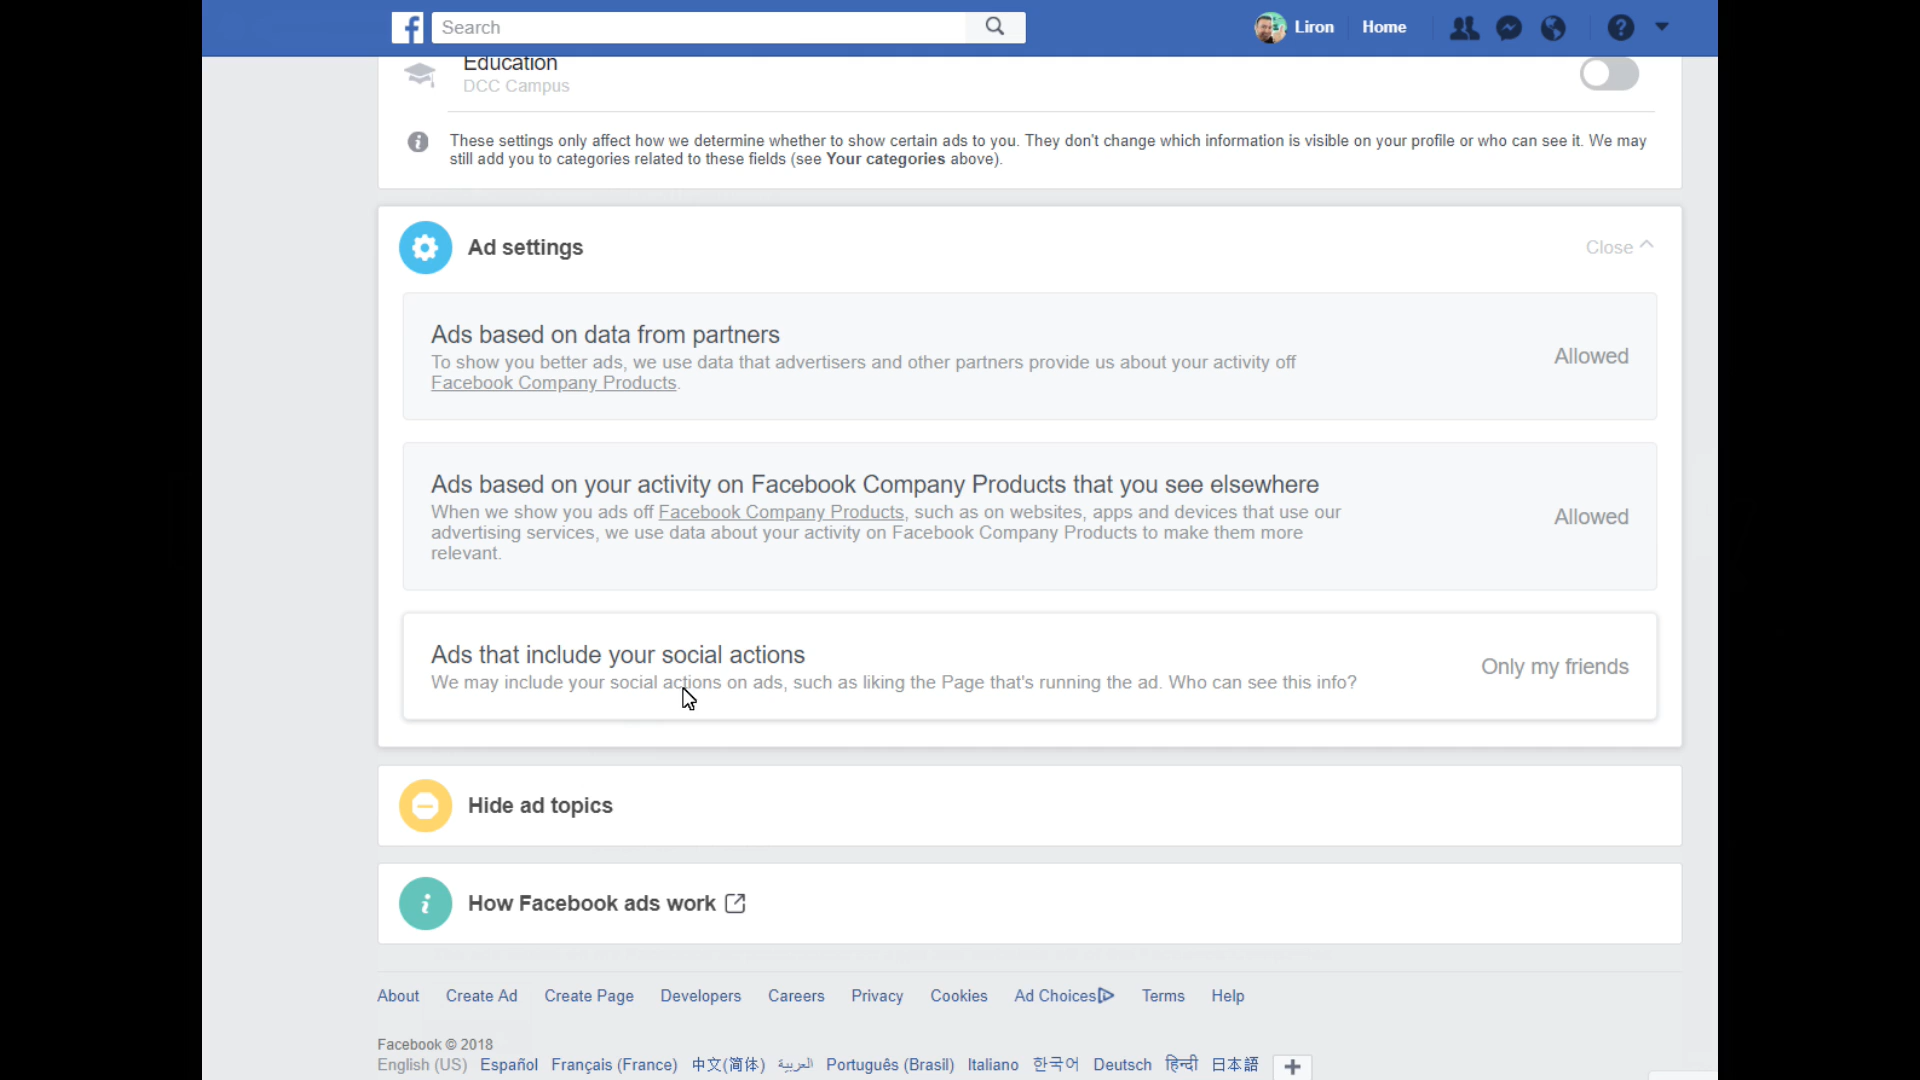 Search
Liron
Home
Education
DCC Campus
These settings only affect how we determine whether to show certain ads to you. They don't change which information is visible on your profile or who can see it. We may
still add you to categories related to these fields (see Your categories above).
Ad settings
Close
Ads based on data from partners
To show you better ads, we use data that advertisers and other partners provide us about your activity off
Facebook Company Products.
Allowed
Ads based on your activity on Facebook Company Products that you see elsewhere
When we show you ads off Facebook Company Products, such as on websites, apps and devices that use our
advertising services, we use data about your activity on Facebook Company Products to make them more
relevant.
Allowed
Ads that include your social actions
We may include your social actions on ads, such as liking the Page that's running the ad. Who can see this info?
Only my friends
Hide ad topics
How Facebook ads work
About Create Ad Create Page Developers Careers Privacy Cookies Ad Choices Terms Help
Facebook © 2018
English (US) Español Français (France) 中文(简体) العربية Português (Brasil) Italiano 한국어 Deutsch हिन्दी 日本語